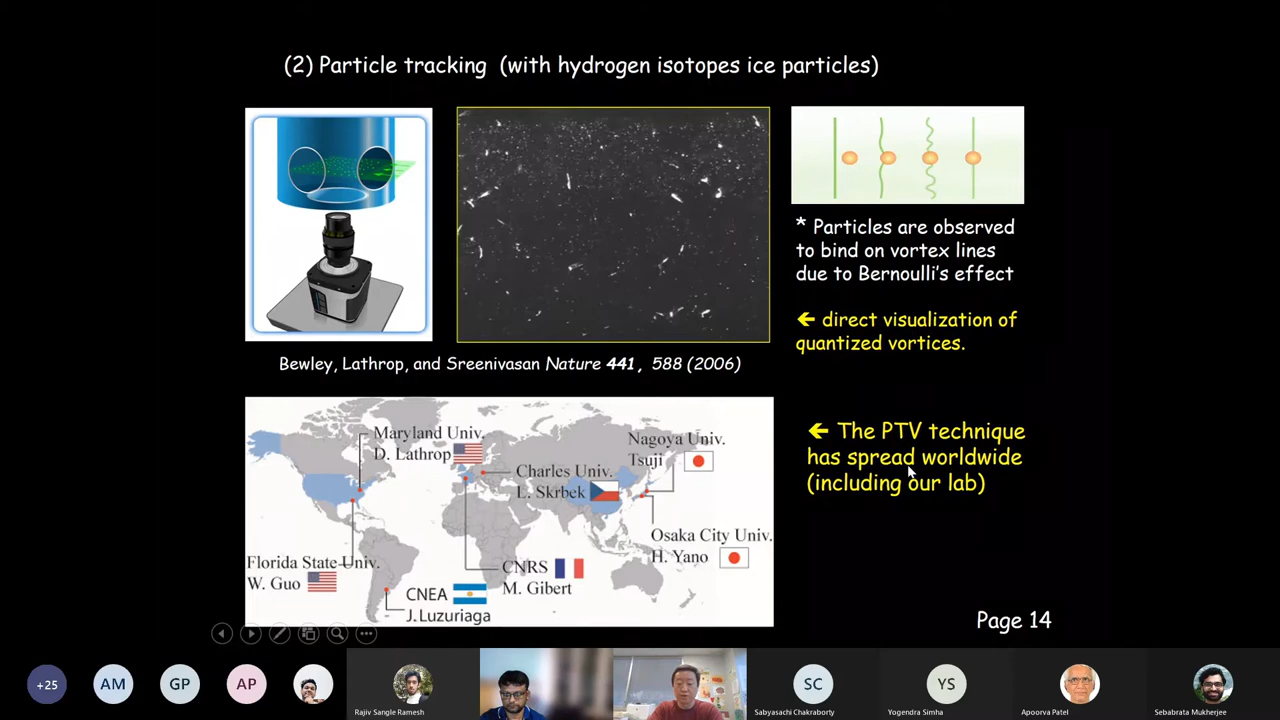 (2) Particle tracking (with hydrogen isotopes ice particles)
* Particles are observed
to bind on vortex lines
due to Bernoulli's effect
← direct visualization of
quantized vortices.
Bewley, Lathrop, and Sreenivasan Nature 441, 588 (2006)
Maryland Univ.
D. Lathrop
Nagoya Univ.
Tsuji
Charles Univ.
L. Skrbek
Osaka City Univ.
H. Yano
Florida State Univ.
W. Guo
CNRS
M. Gibert
CNEA
J. Luzuriaga
← The PTV technique
has spread worldwide
(including our lab)
Page 14
+25
AM
GP
AP
Rajiv Sangle Ramesh
SC
Sabyasachi Chakraborty
YS
Yogendra Simha
Apoorva Patel
Sebabrata Mukherjee